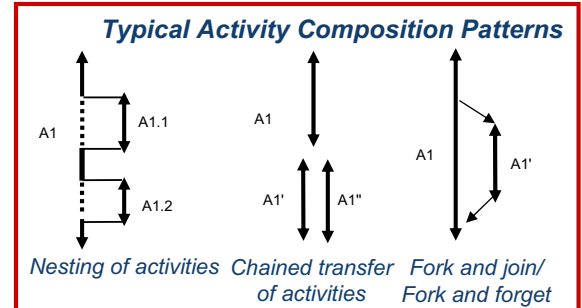 Typical Activity Composition Patterns
A1
A1.1
A1.2
A1
A1'
A1"
A1
A1'
Nesting of activities
Chained transfer
of activities
Fork and join/
Fork and forget